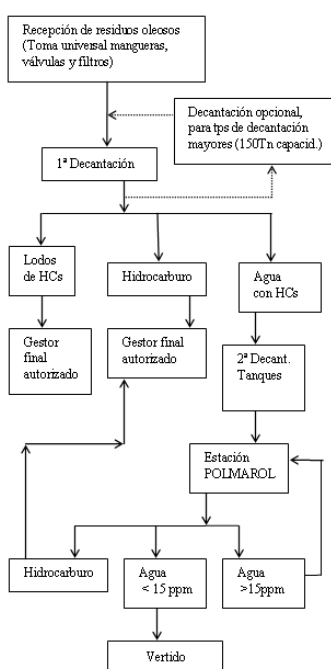 Recepción de residuos oleosos
(Toma universal mangueras,
válvulas y filtros)
Decantación opcional,
para tps de decantación
mayores (150Tn capacid.)
1ª Decantación
Lodos
de HCs
Hidrocarburo
Agua
con HCs
Gestor
final
autorizado
Gestor final
autorizado
2ª Decant.
Tanques
Estación
POLMAROL
Hidrocarburo
Agua
< 15 ppm
Agua
>15ppm
Vertido